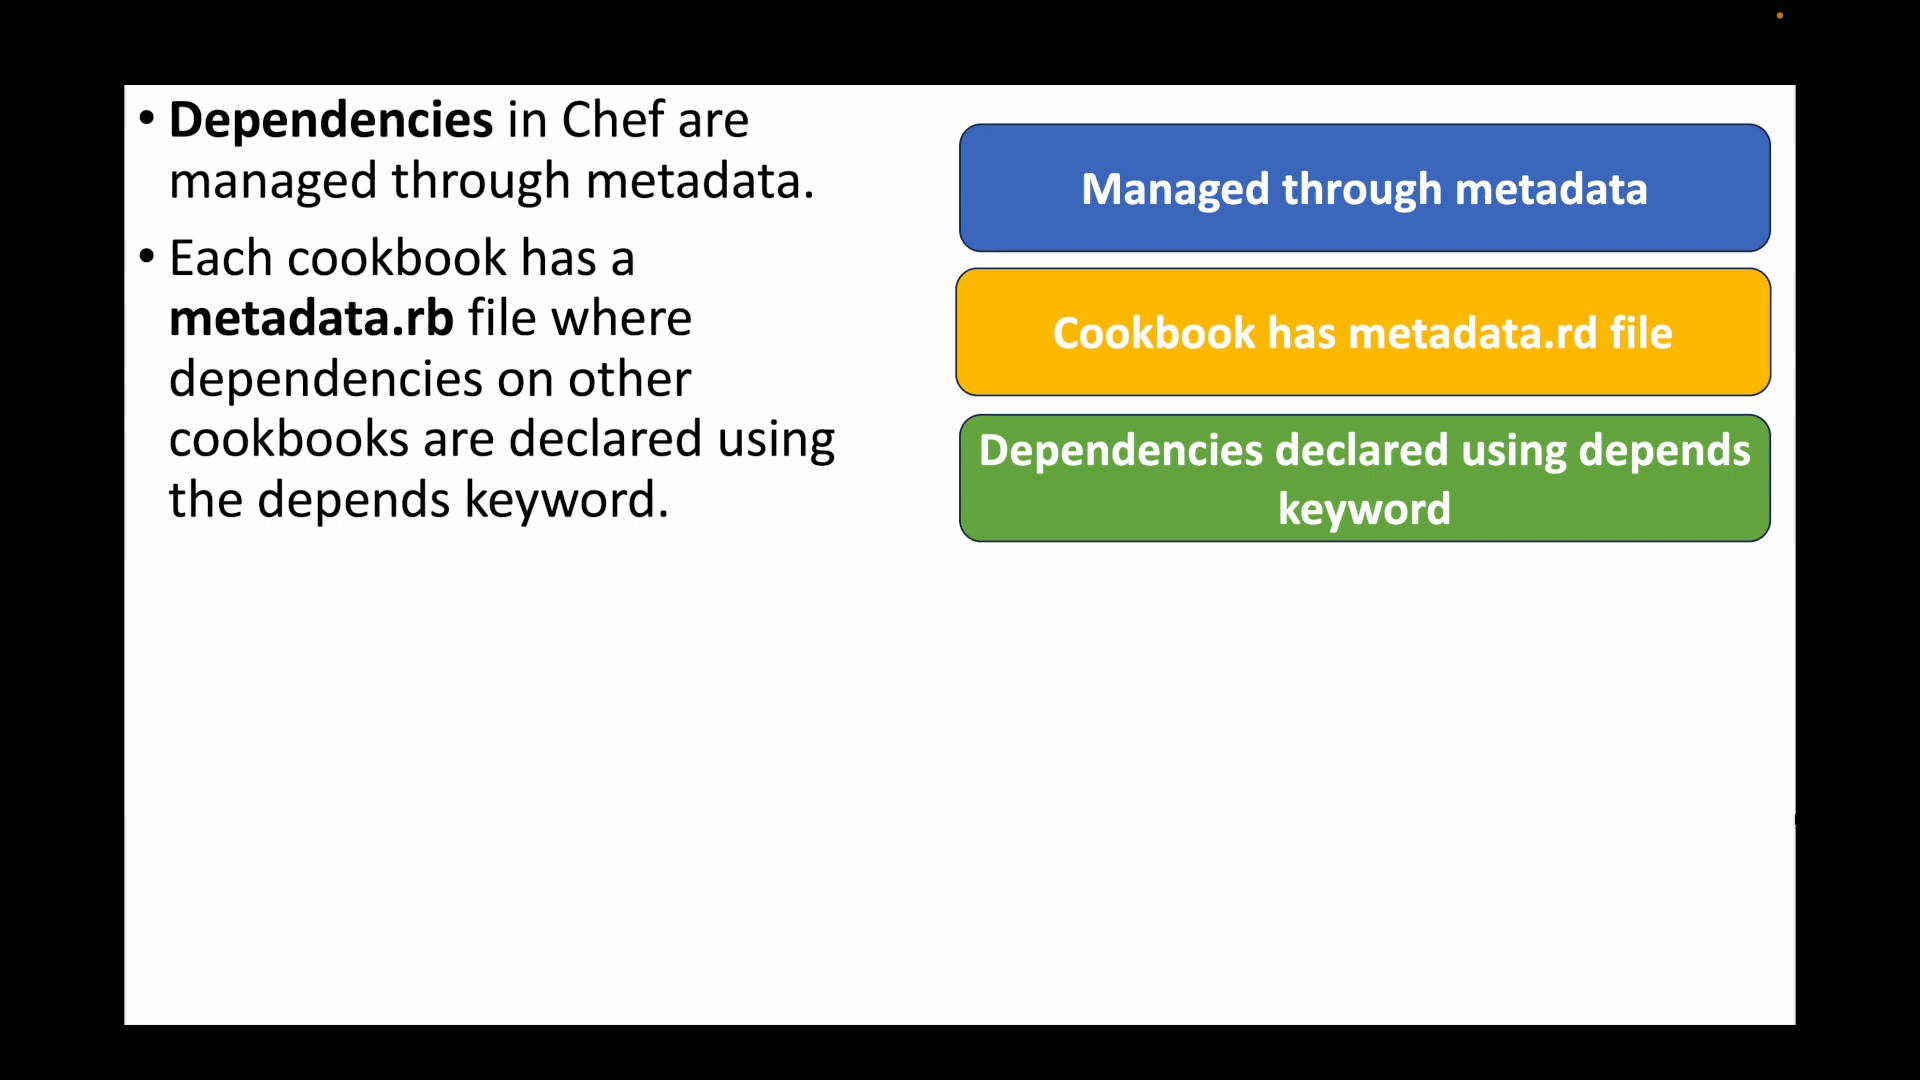 • Dependencies in Chef are
managed through metadata.
• Each cookbook has a
metadata.rb file where
dependencies on other
cookbooks are declared using
the depends keyword.
Managed through metadata
Cookbook has metadata.rd file
Dependencies declared using depends
keyword